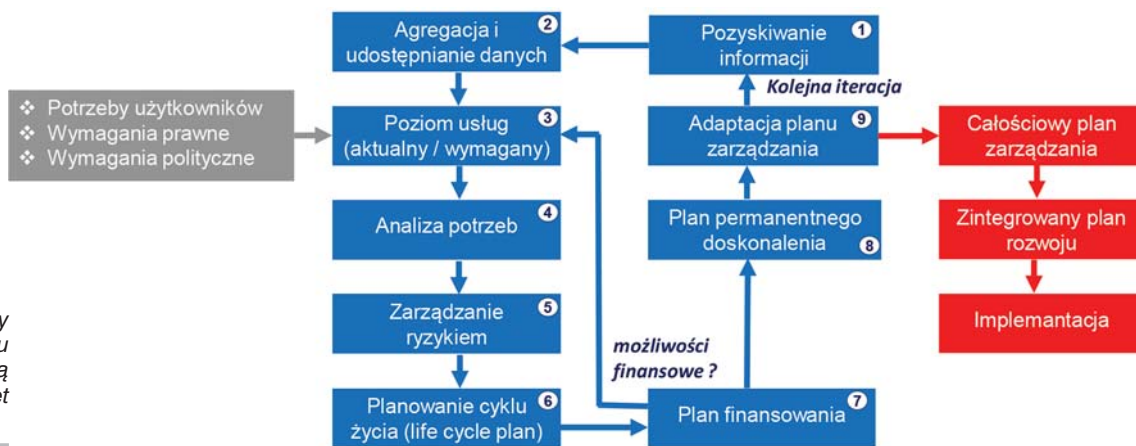 Agregacja i
udostępnianie danych
2
Pozyskiwanie
informacji
1
Kolejna iteracja
❖ Potrzeby użytkowników
❖ Wymagania prawne
❖ Wymagania polityczne
Poziom usług
(aktualny / wymagany)
3
Adaptacja planu
zarządzania
9
Całościowy plan
zarządzania
Analiza potrzeb
4
Plan permanentnego
doskonalenia
8
Zintegrowany plan
rozwoju
Zarządzanie
ryzykiem
5
Implemantacja
możliwości
finansowe ?
Planowanie cyklu
życia (life cycle plan)
6
Plan finansowania
7
y
u
ą
et